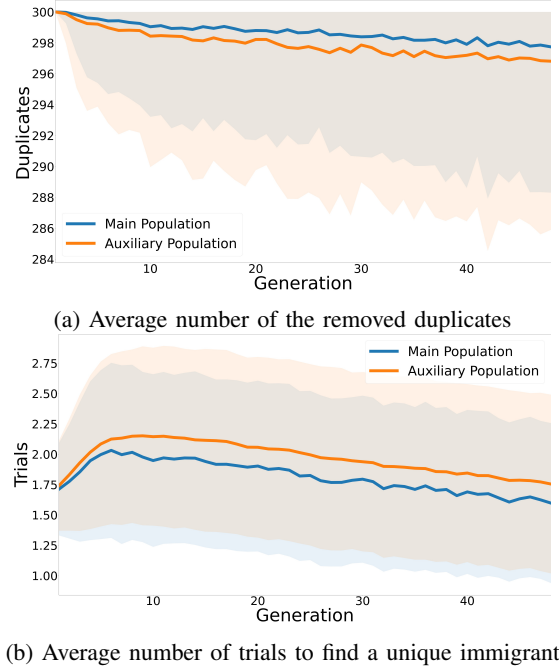 300
298
296
294
292
290
288
286
284
Duplicates
Main Population
Auxiliary Population
10 20 30 40
Generation
(a) Average number of the removed duplicates
2.75
2.50
2.25
2.00
1.75
1.50
1.25
1.00
Trials
Main Population
Auxiliary Population
10 20 30 40
Generation
(b) Average number of trials to find a unique immigrant